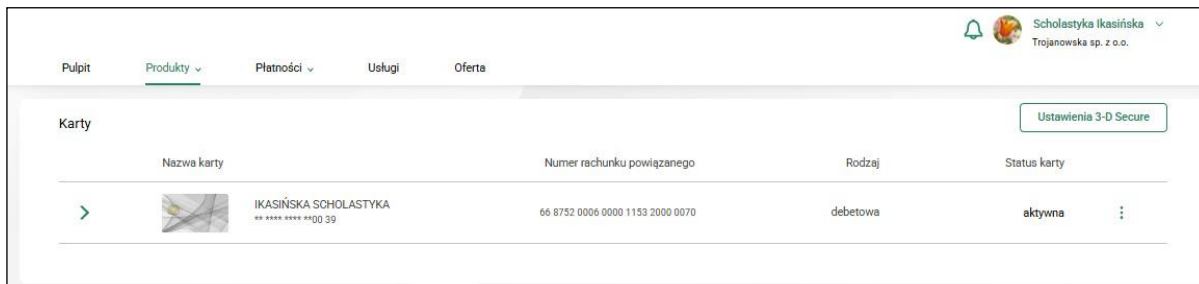 Scholastyka Ikasińska
Trojanowska sp. z o.o.
Pulpit Produkty Płatności Usługi Oferta
Karty
Ustawienia 3-D Secure
Nazwa karty Numer rachunku powiązanego Rodzaj Status karty
IKASIŃSKA SCHOLASTYKA
** **** **** **00 39
66 8752 0006 0000 1153 2000 0070 debetowa aktywna